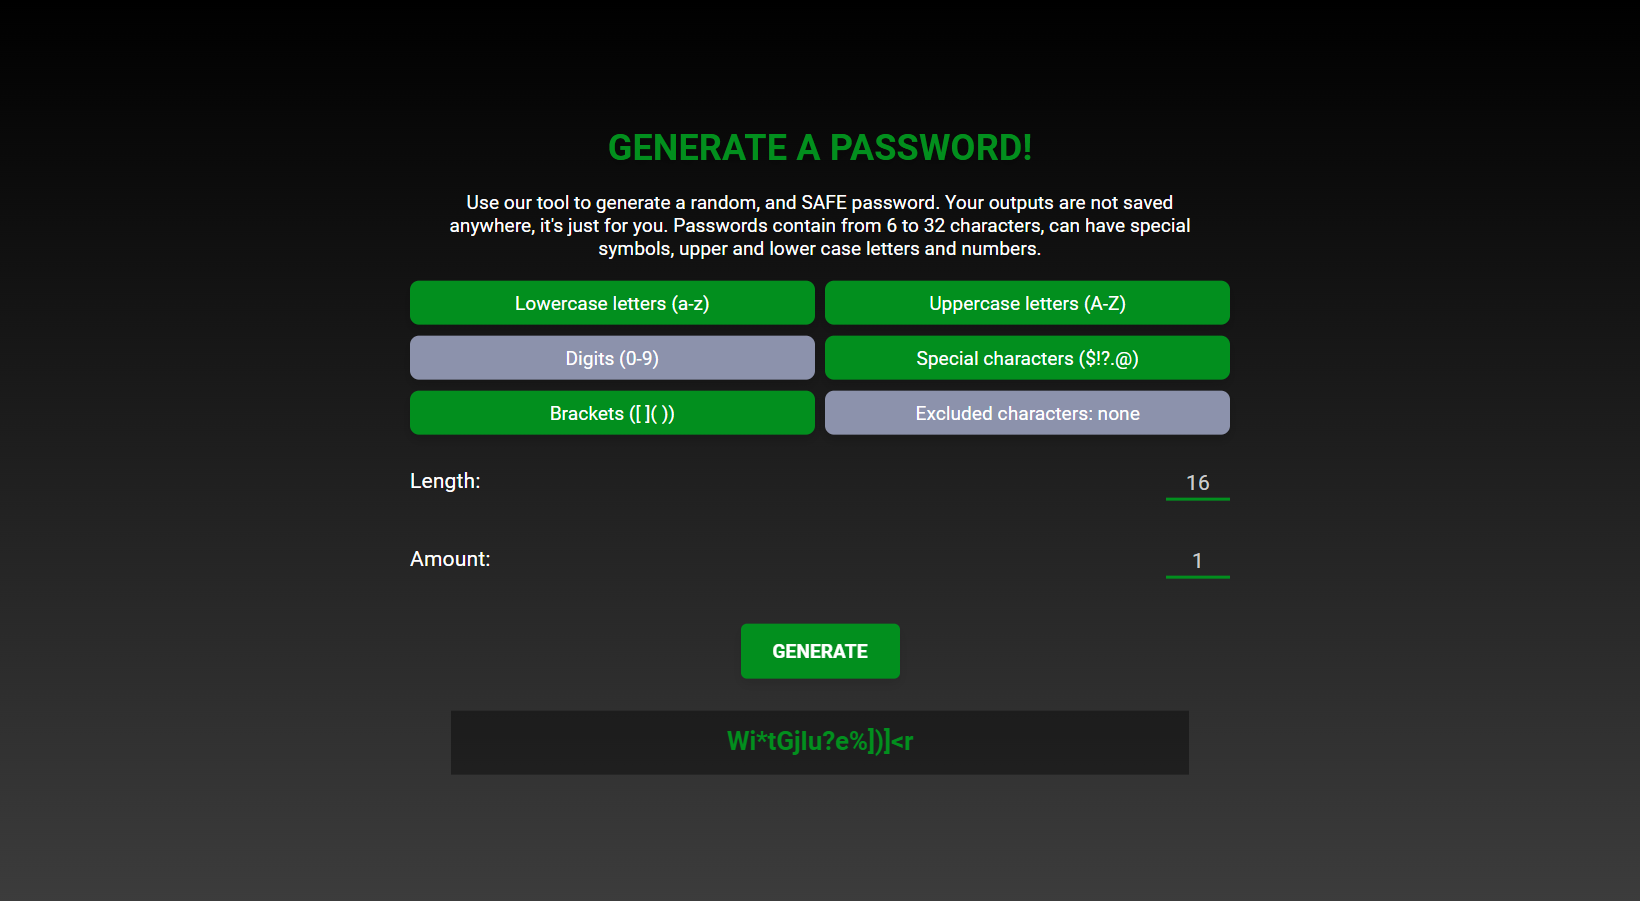 GENERATE A PASSWORD!
Use our tool to generate a random, and SAFE password. Your outputs are not saved
anywhere, it's just for you. Passwords contain from 6 to 32 characters, can have special
symbols, upper and lower case letters and numbers.
Lowercase letters (a-z)
Uppercase letters (A-Z)
Digits (0-9)
Special characters ($!?.@)
Brackets ([ ]( ))
Excluded characters: none
Length:
16
Amount:
1
GENERATE
Wi*tGjIu?e%])]<r